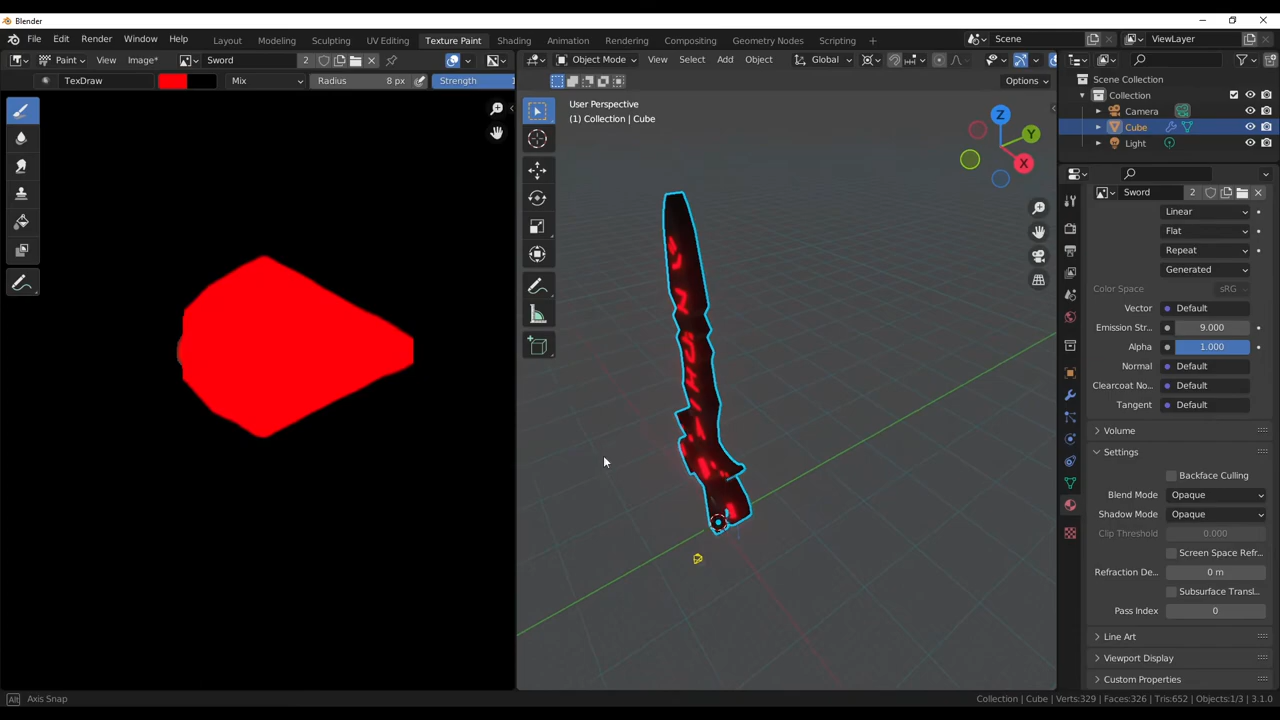 Blender
File Edit Render Window Help Layout Modeling Sculpting UV Editing Texture Paint Shading Animation Rendering Compositing Geometry Nodes Scripting Scene ViewLayer
Paint View Image* Sword 2 Object Mode View Select Add Object Global
TexDraw Mix Radius 8 px Strength Options
User Perspective
(1) Collection | Cube
Z
Y
X
Scene Collection
Collection
Camera
Cube
Light
Sword 2
Linear
Flat
Repeat
Generated
Color Space sRG
Vector Default
Emission Str... 9.000
Alpha 1.000
Normal Default
Clearcoat No... Default
Tangent Default
Volume
Settings
Backface Culling
Blend Mode Opaque
Shadow Mode Opaque
Clip Threshold 0.000
Screen Space Refr...
Refraction De... 0 m
Subsurface Transl...
Pass Index 0
Line Art
Viewport Display
Custom Properties
Alt Axis Snap Collection | Cube | Verts:329 | Faces:326 | Tris:652 | Objects:1/3 | 3.1.0